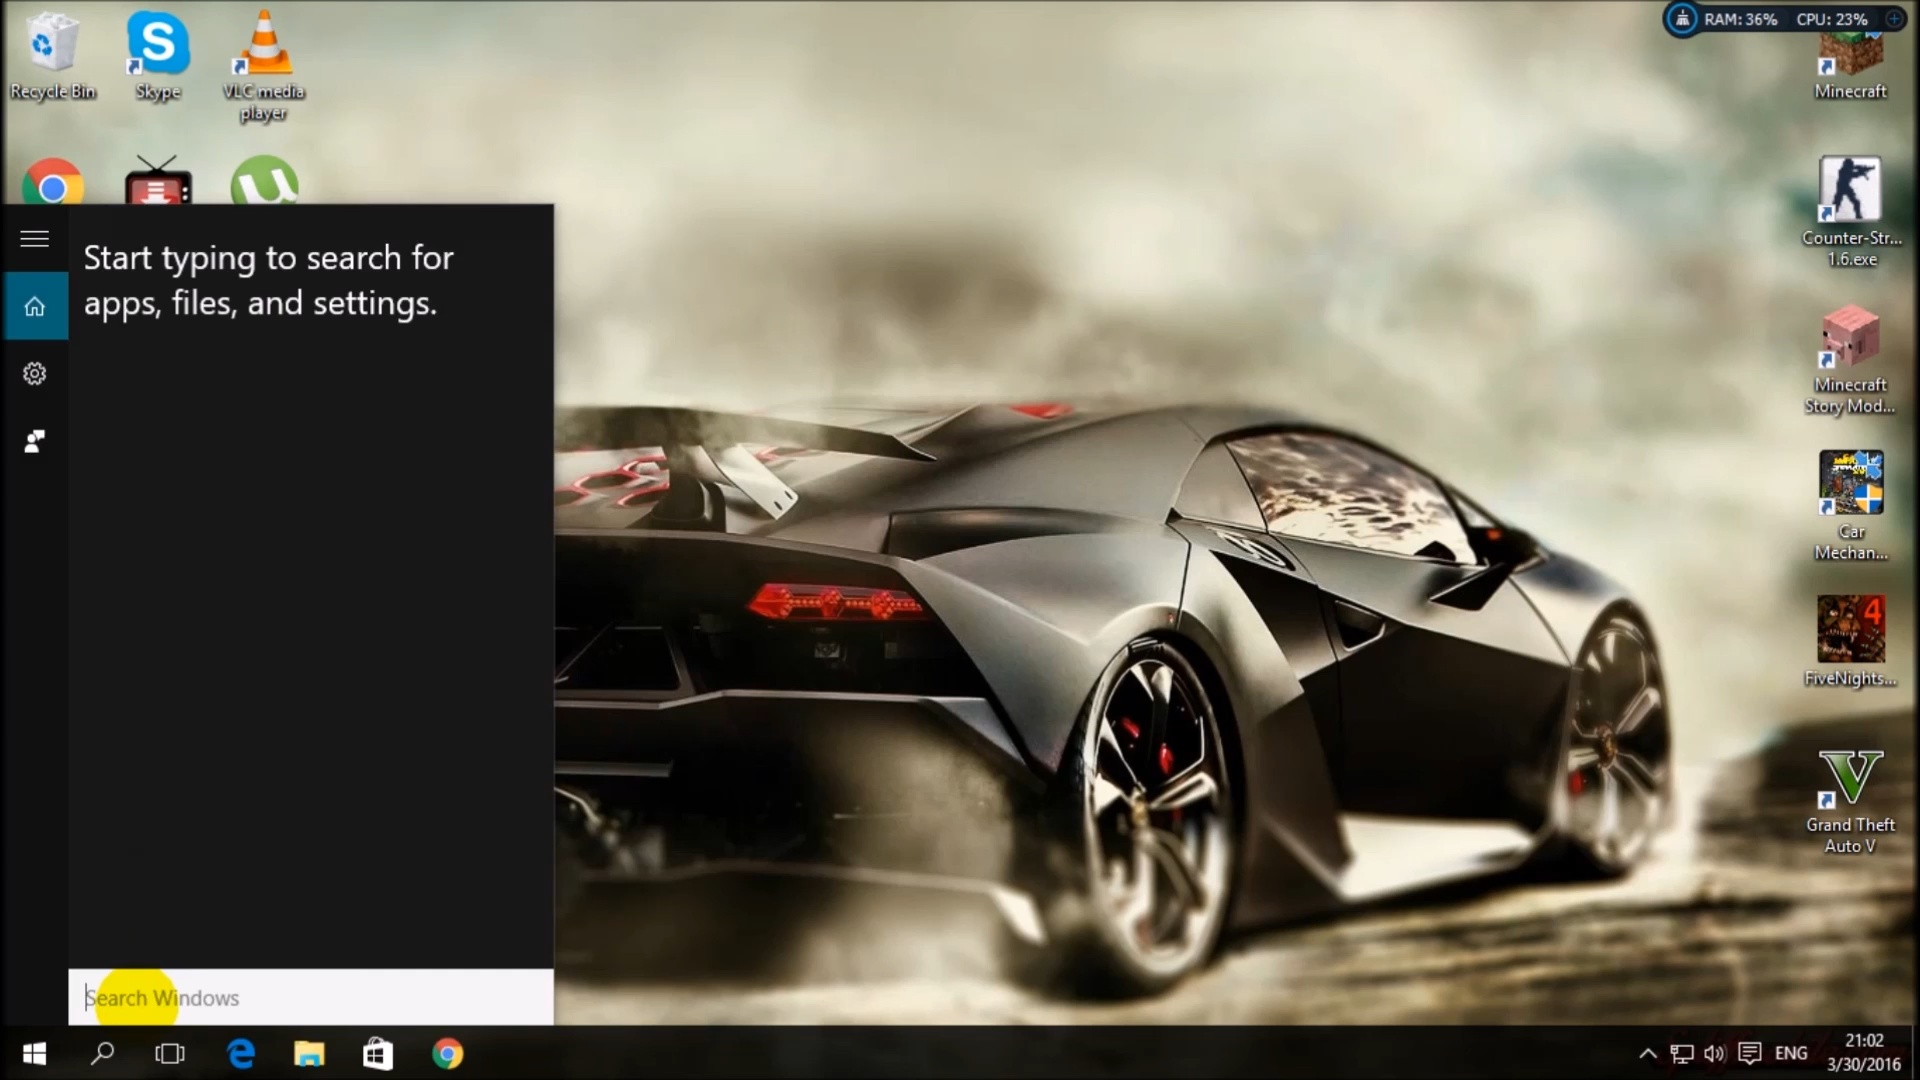 RAM: 36% CPU: 23%
Recycle Bin
Skype
VLC media
player
Minecraft
Counter-Str...
1.6.exe
Minecraft
Story Mod...
Car
Mechan...
4
FiveNights...
Grand Theft
Auto V
Start typing to search for
apps, files, and settings.
Search Windows
ENG
21:02
3/30/2016